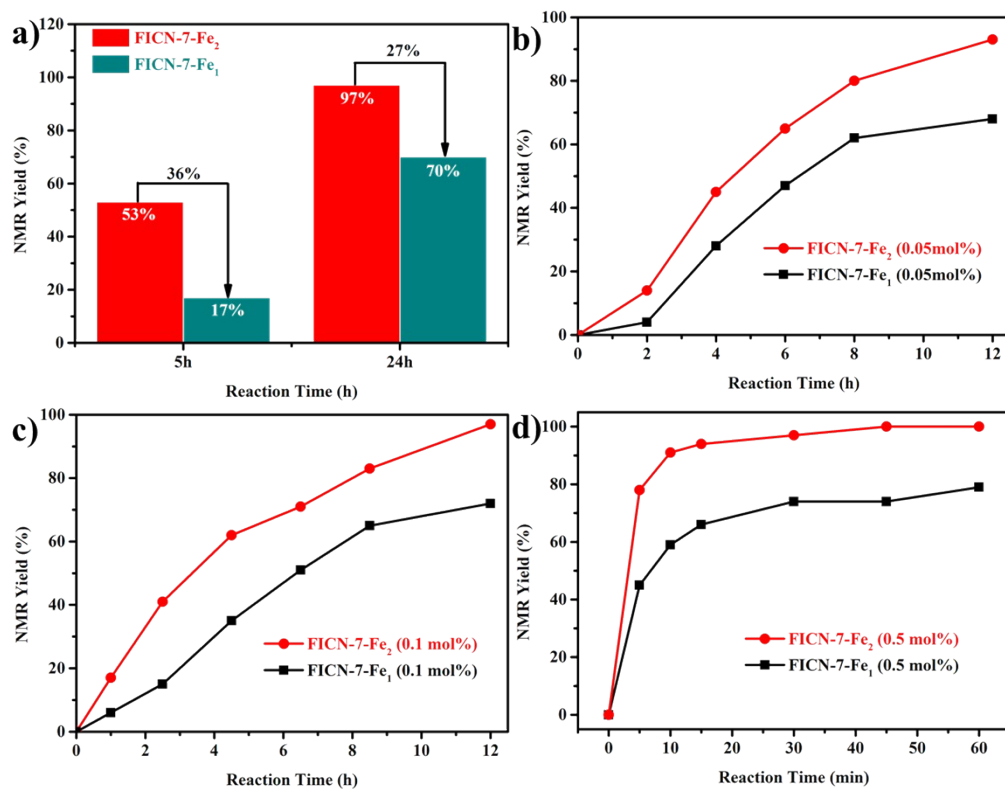 a)
FICN-7-Fe₂
FICN-7-Fe₁
NMR Yield (%)
120
100
80
60
40
20
0
36%
53%
17%
27%
97%
70%
5h
24h
Reaction Time (h)
b)
NMR Yield (%)
100
80
60
40
20
0
FICN-7-Fe₂ (0.05mol%)
FICN-7-Fe₁ (0.05mol%)
0 2 4 6 8 10 12
Reaction Time (h)
c)
NMR Yield (%)
100
80
60
40
20
0
FICN-7-Fe₂ (0.1 mol%)
FICN-7-Fe₁ (0.1 mol%)
0 2 4 6 8 10 12
Reaction Time (h)
d)
NMR Yield (%)
100
80
60
40
20
0
FICN-7-Fe₂ (0.5 mol%)
FICN-7-Fe₁ (0.5 mol%)
0 10 20 30 40 50 60
Reaction Time (min)